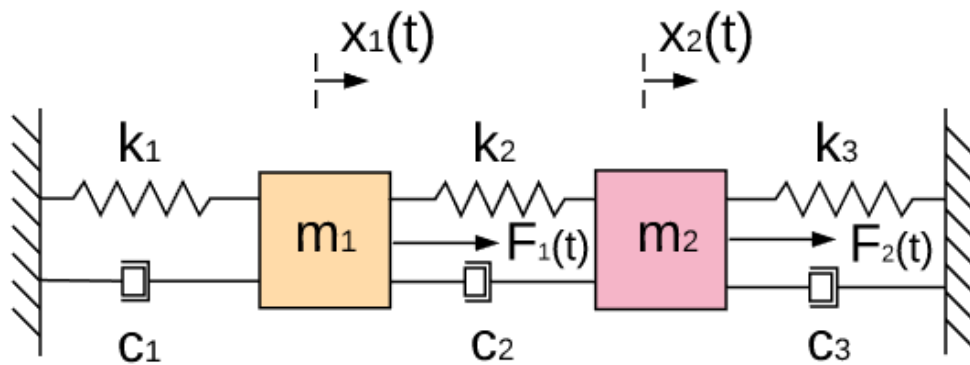 x₁(t) x₂(t)
k₁ k₂ k₃
m₁ m₂
F₁(t) F₂(t)
c₁ c₂ c₃